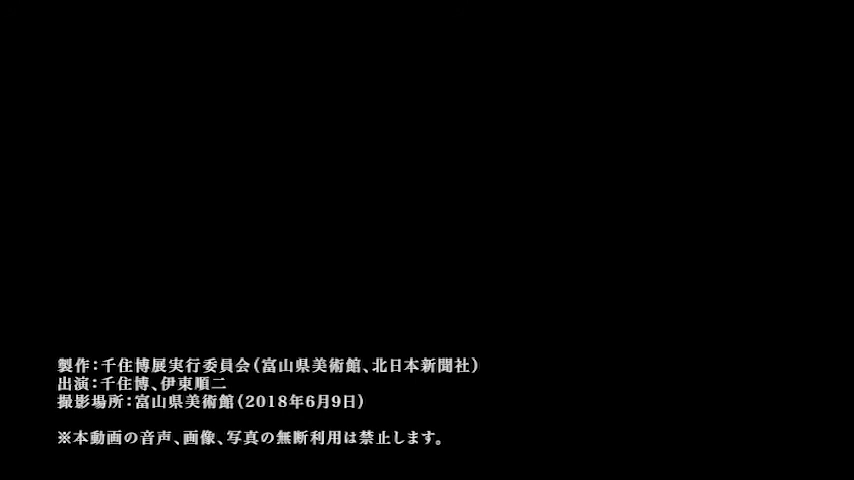 製作：千住博展実行委員会（富山県美術館、北日本新聞社）
出演：千住博、伊東順二
撮影場所：富山県美術館（2018年6月9日）
※本動画の音声、画像、写真の無断利用は禁止します。